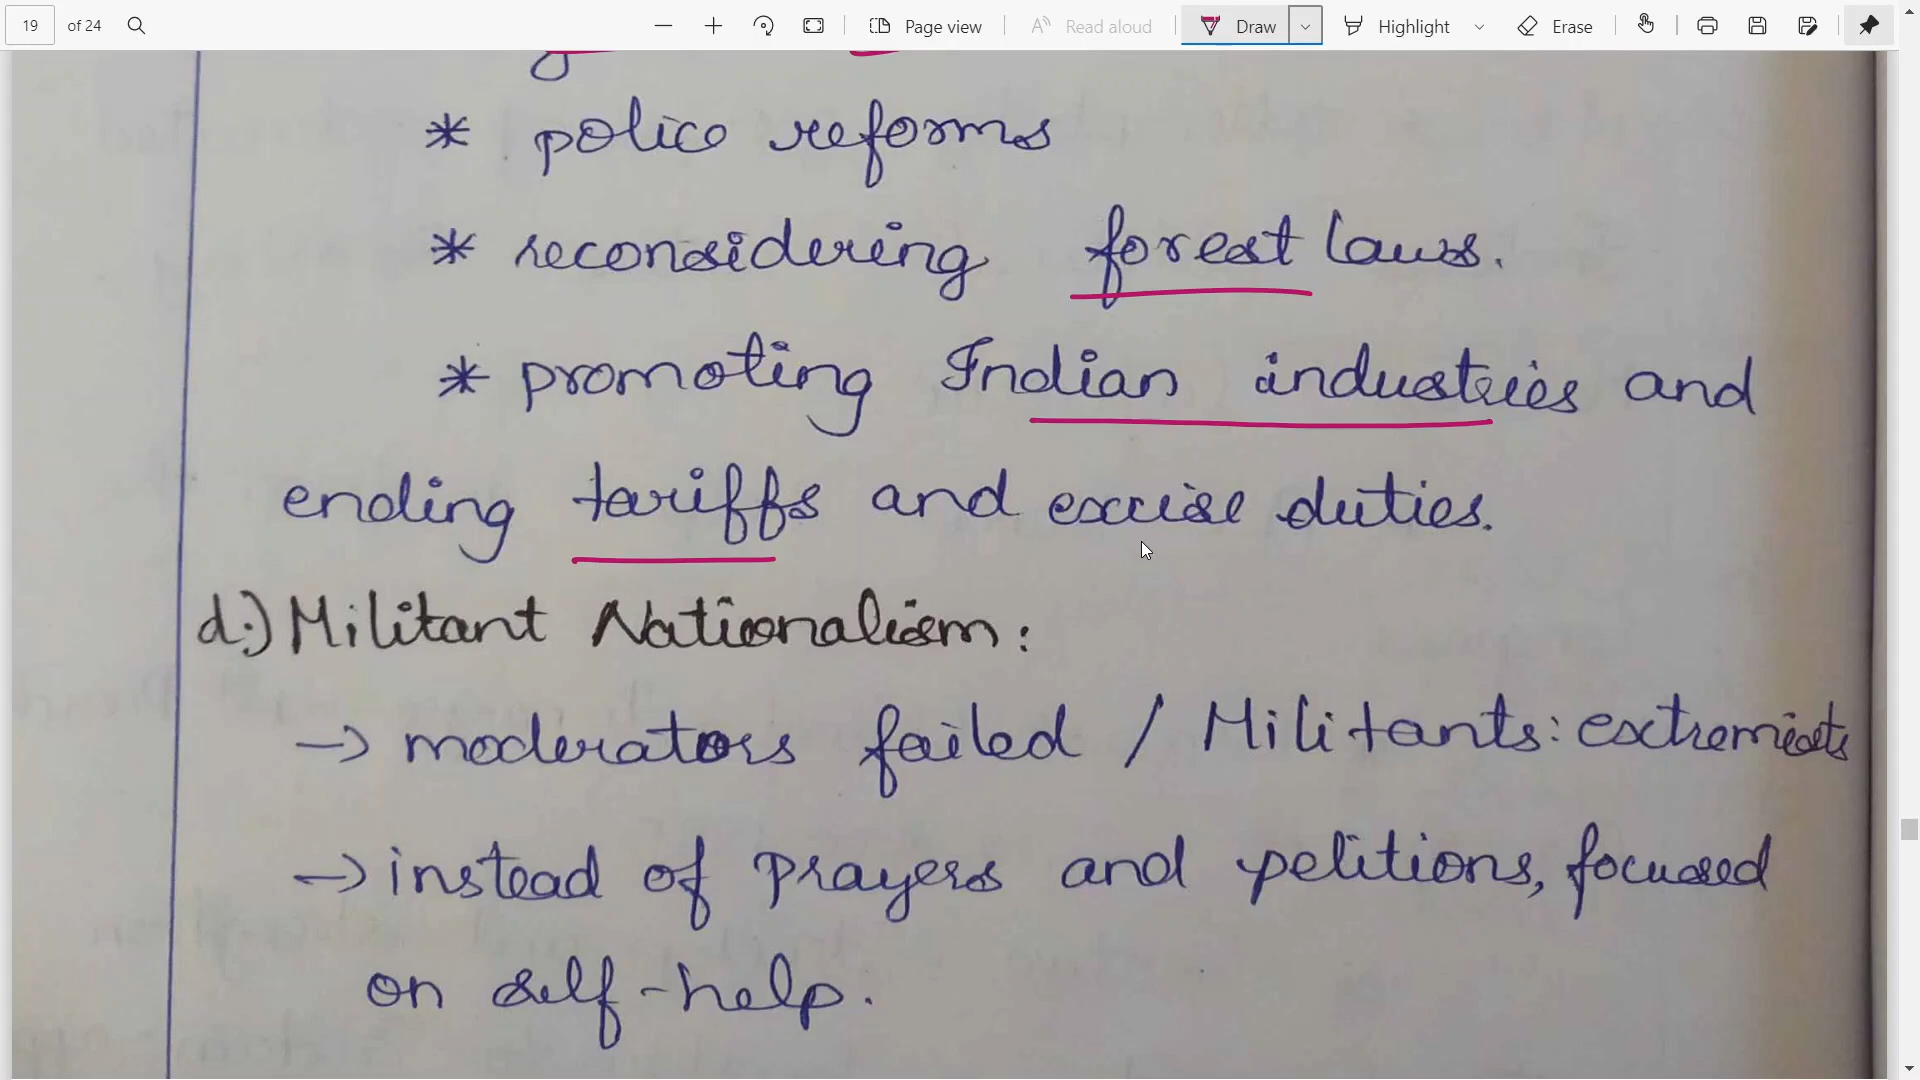 19 of 24 Page view Read aloud Draw Highlight Erase
* police reforms
* reconsidering forest laws.
* promoting Indian industries and
ending tariffs and excise duties.
d.) Militant Nationalism:
→ moderators failed / Militants: extremists
→ instead of prayers and petitions, focused
on self-help.